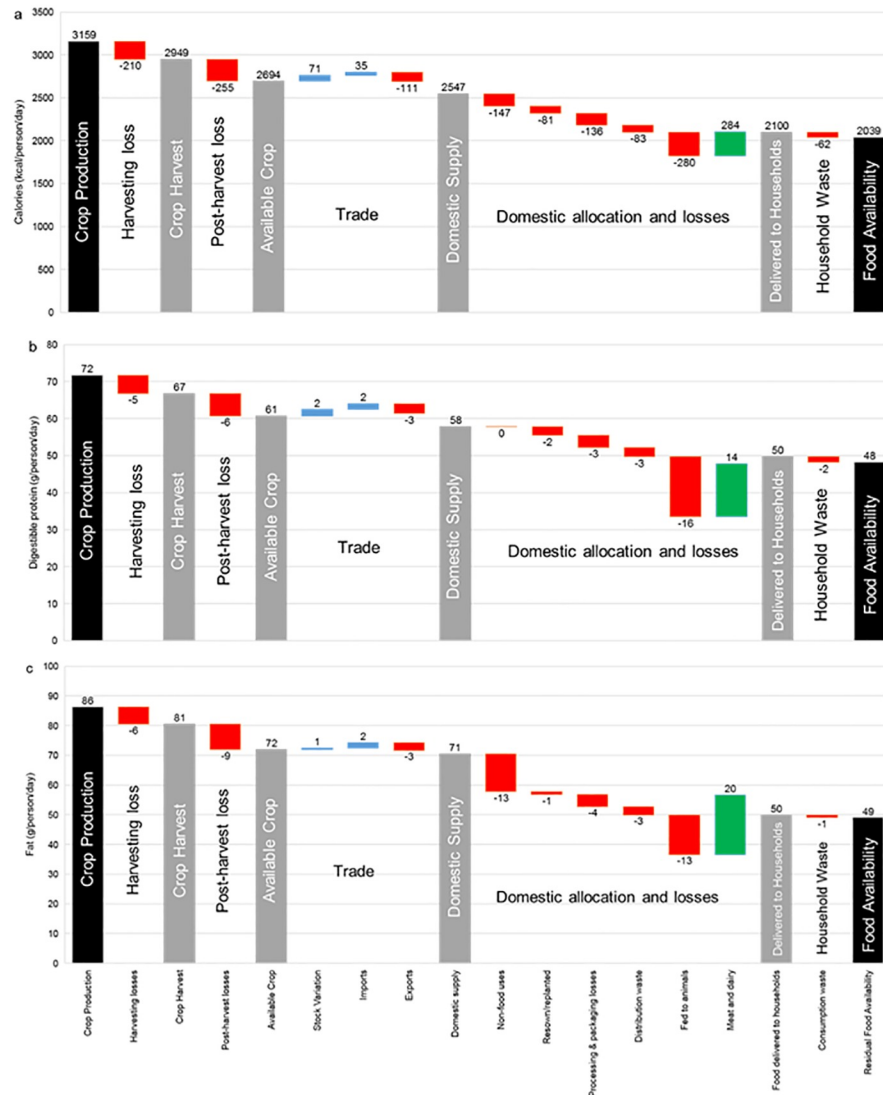 a
Calories (kcal/person/day)
3500
3000
2500
2000
1500
1000
500
0
3159
-210
2949
-255
2694
71
35
-111
2547
-147
-81
-136
-83
-280
284
2100
-62
2039
Crop Production
Harvesting loss
Crop Harvest
Post-harvest loss
Available Crop
Trade
Domestic Supply
Domestic allocation and losses
Delivered to Households
Household Waste
Food Availability
b
Digestible protein (g/person/day)
80
70
60
50
40
30
20
10
0
72
-5
67
-6
61
2
2
-3
58
0
-2
-3
-3
-16
14
50
-2
48
Crop Production
Harvesting loss
Crop Harvest
Post-harvest loss
Available Crop
Trade
Domestic Supply
Domestic allocation and losses
Delivered to Households
Household Waste
Food Availability
c
Fat (g/person/day)
100
90
80
70
60
50
40
30
20
10
0
86
-6
81
-9
72
1
2
-3
71
-13
-1
-4
-3
-13
20
50
-1
49
Crop Production
Harvesting loss
Crop Harvest
Post-harvest loss
Available Crop
Trade
Domestic Supply
Domestic allocation and losses
Delivered to Households
Household Waste
Food Availability
Crop Production
Harvesting losses
Crop Harvest
Post-harvest losses
Available Crop
Stock Variation
Imports
Exports
Domestic supply
Non-food uses
Resown/replanted
Processing & packaging losses
Distribution waste
Fed to animals
Meat and dairy
Food delivered to households
Consumption waste
Residual Food Availability